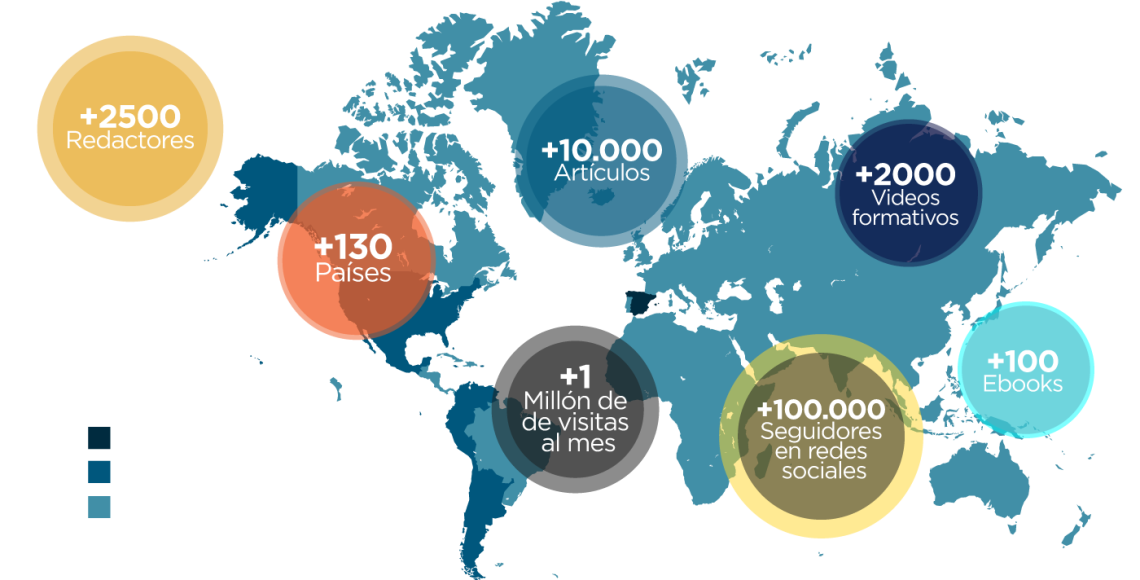 +2500
Redactores
+10.000
Artículos
+2000
Videos
formativos
+130
Países
+100
Ebooks
+1
Millón de
de visitas
al mes
+100.000
Seguidores
en redes
sociales